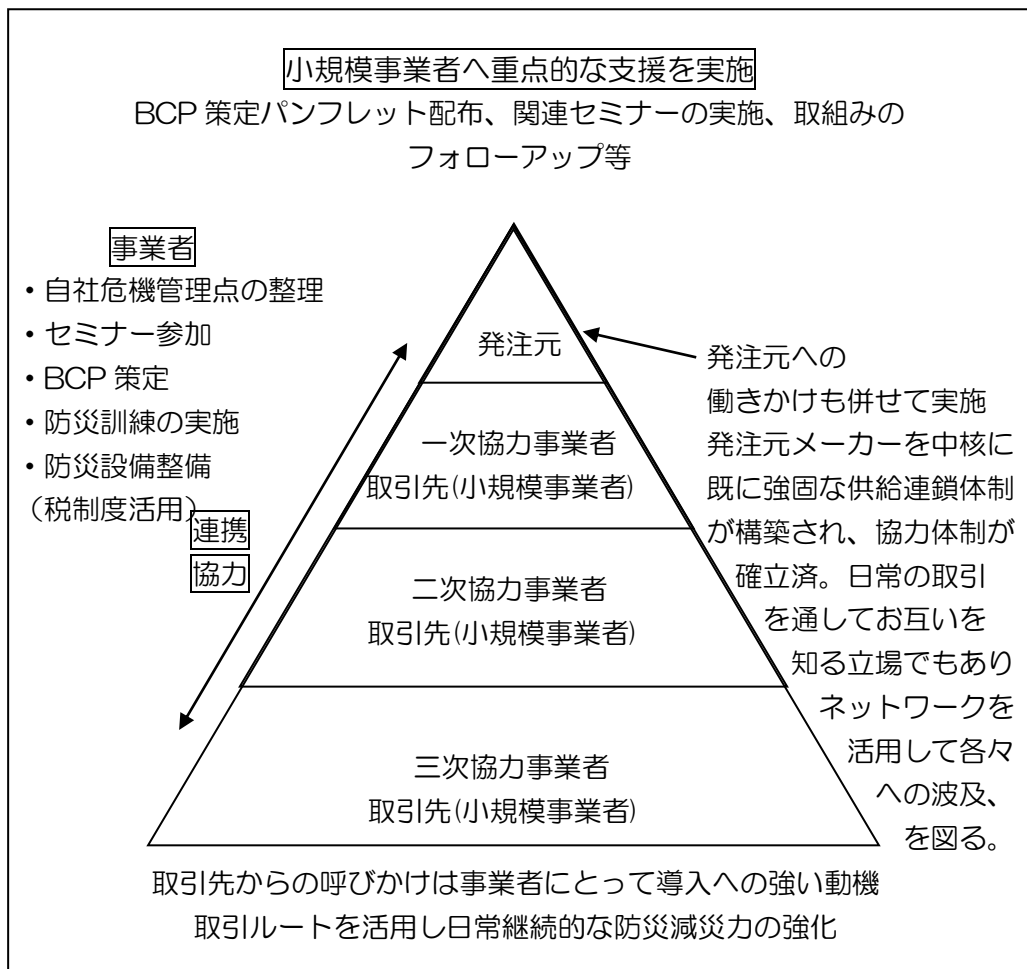 小規模事業者へ重点的な支援を実施
BCP 策定パンフレット配布、関連セミナーの実施、取組みの
フォローアップ等
事業者
・自社危機管理点の整理
・セミナー参加
・BCP 策定
・防災訓練の実施
・防災設備整備
（税制度活用）
連携
協力
発注元
一次協力事業者
取引先(小規模事業者)
二次協力事業者
取引先(小規模事業者)
三次協力事業者
取引先(小規模事業者)
発注元への
働きかけも併せて実施
発注元メーカーを中核に
既に強固な供給連鎖体制
が構築され、協力体制が
確立済。日常の取引
を通してお互いを
知る立場でもあり
ネットワークを
活用して各々
への波及、
を図る。
取引先からの呼びかけは事業者にとって導入への強い動機
取引ルートを活用し日常継続的な防災減災力の強化